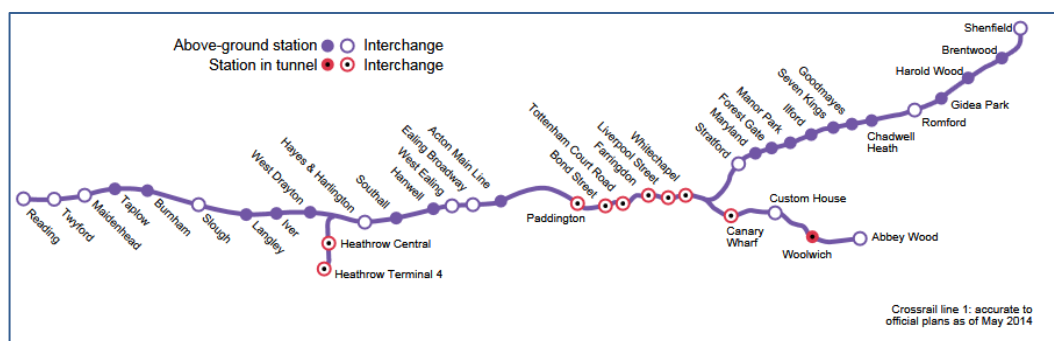 Above-ground station Interchange
Station in tunnel Interchange
Reading
Twyford
Maidenhead
Taplow
Burnham
Slough
Langley
Iver
West Drayton
Hayes & Harlington
Heathrow Central
Heathrow Terminal 4
Southall
Hanwell
West Ealing
Ealing Broadway
Acton Main Line
Paddington
Bond Street
Tottenham Court Road
Farringdon
Liverpool Street
Whitechapel
Stratford
Maryland
Forest Gate
Manor Park
Ilford
Seven Kings
Goodmayes
Chadwell
Heath
Romford
Gidea Park
Harold Wood
Brentwood
Shenfield
Canary
Wharf
Custom House
Woolwich
Abbey Wood
Crossrail line 1: accurate to
official plans as of May 2014